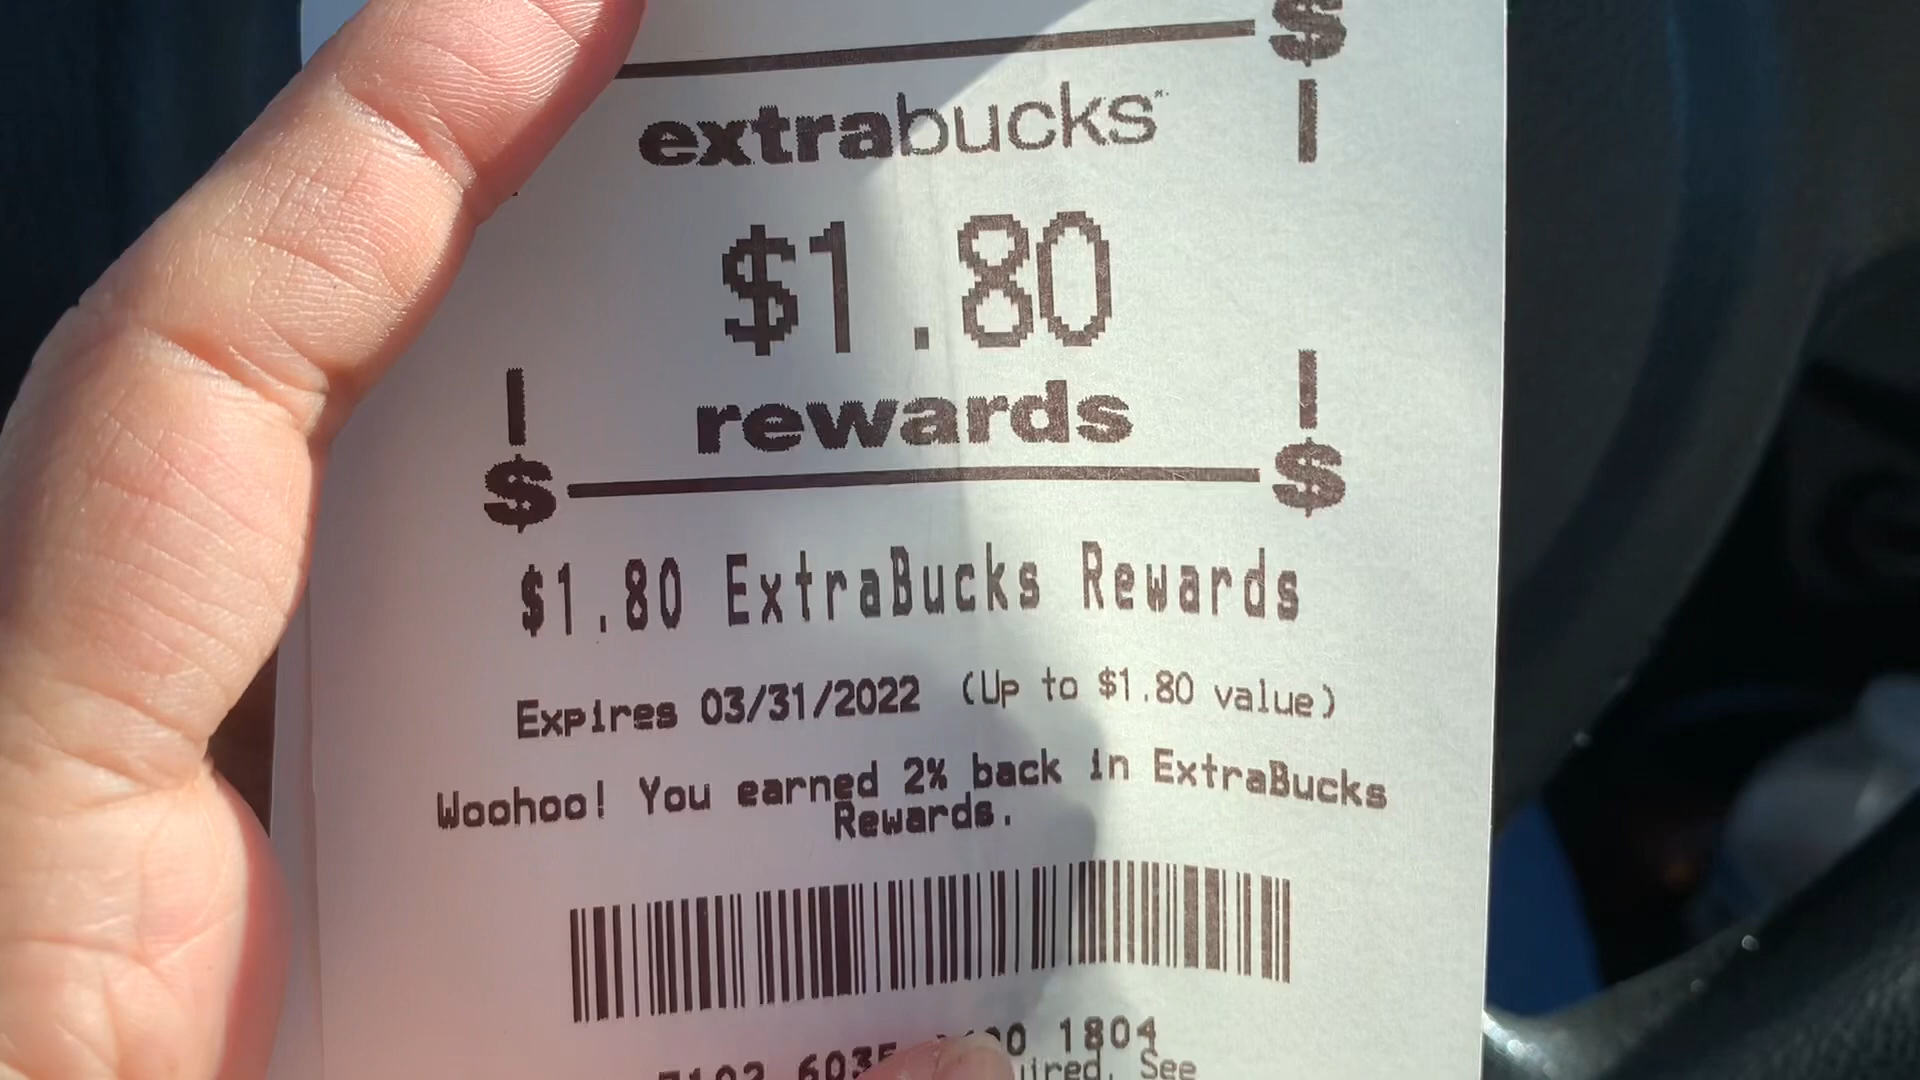 $
extrabucks
$1.80
rewards
$ $
$1.80 ExtraBucks Rewards
Expires 03/31/2022 (Up to $1.80 value)
Woohoo! You earned 2% back in ExtraBucks
Rewards.
6035 1804
See